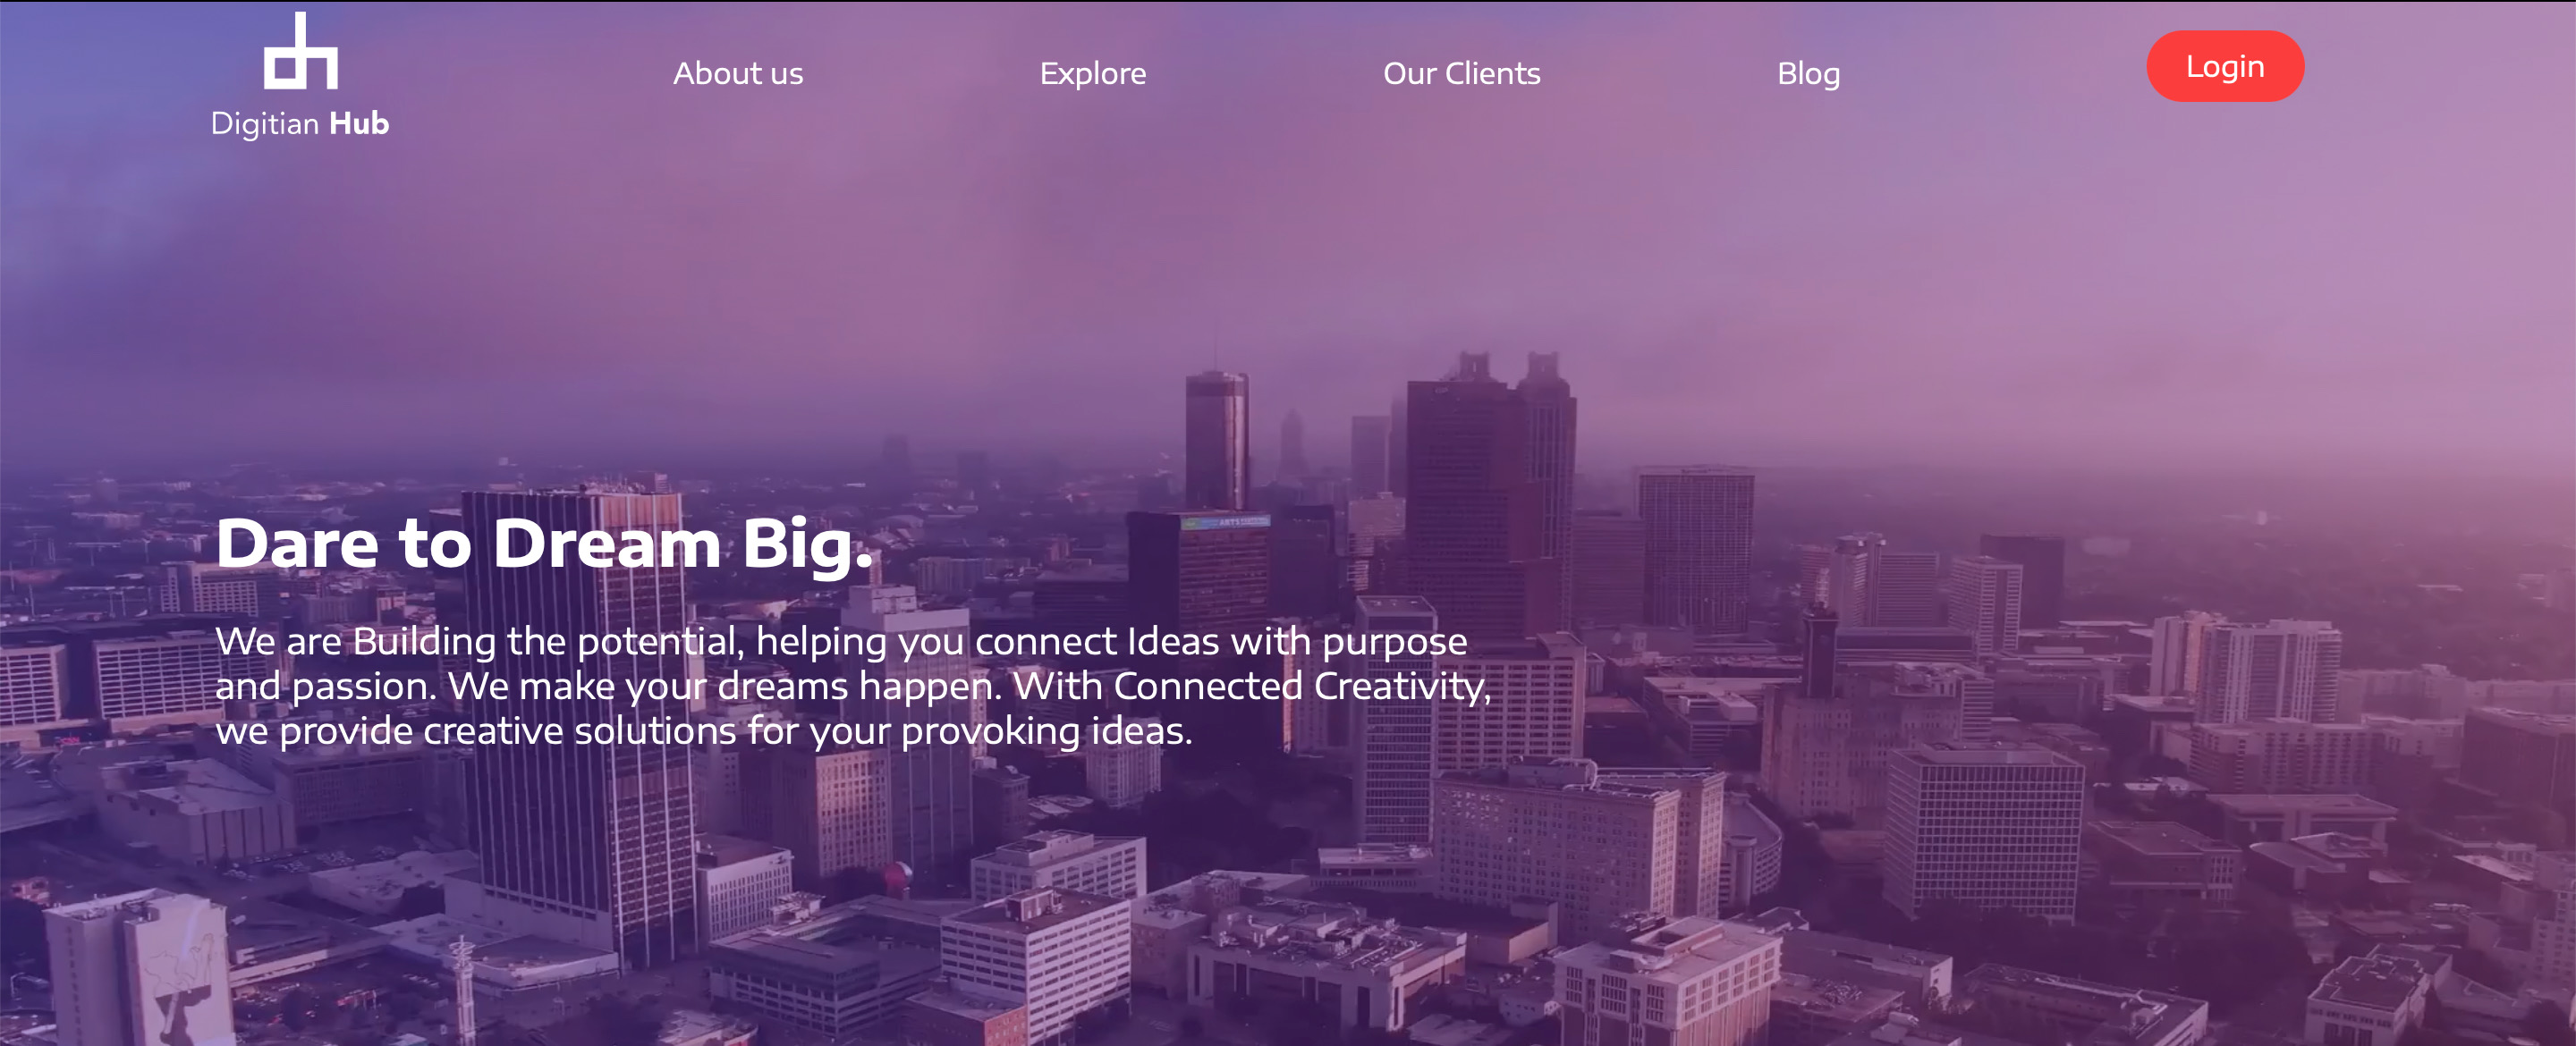 Digitian Hub
About us
Explore
Our Clients
Blog
Login
Dare to Dream Big.
We are Building the potential, helping you connect Ideas with purpose
and passion. We make your dreams happen. With Connected Creativity,
we provide creative solutions for your provoking ideas.